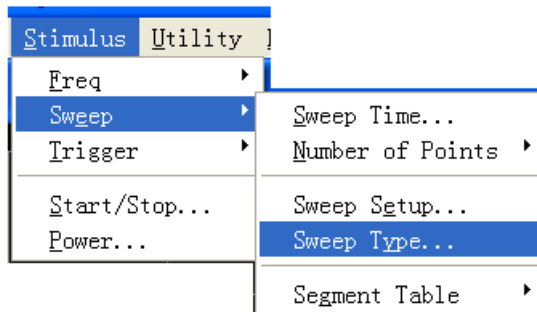 Stimulus Utility
Freq
Sweep
Trigger
Start/Stop...
Power...
Sweep Time...
Number of Points
Sweep Setup...
Sweep Type...
Segment Table